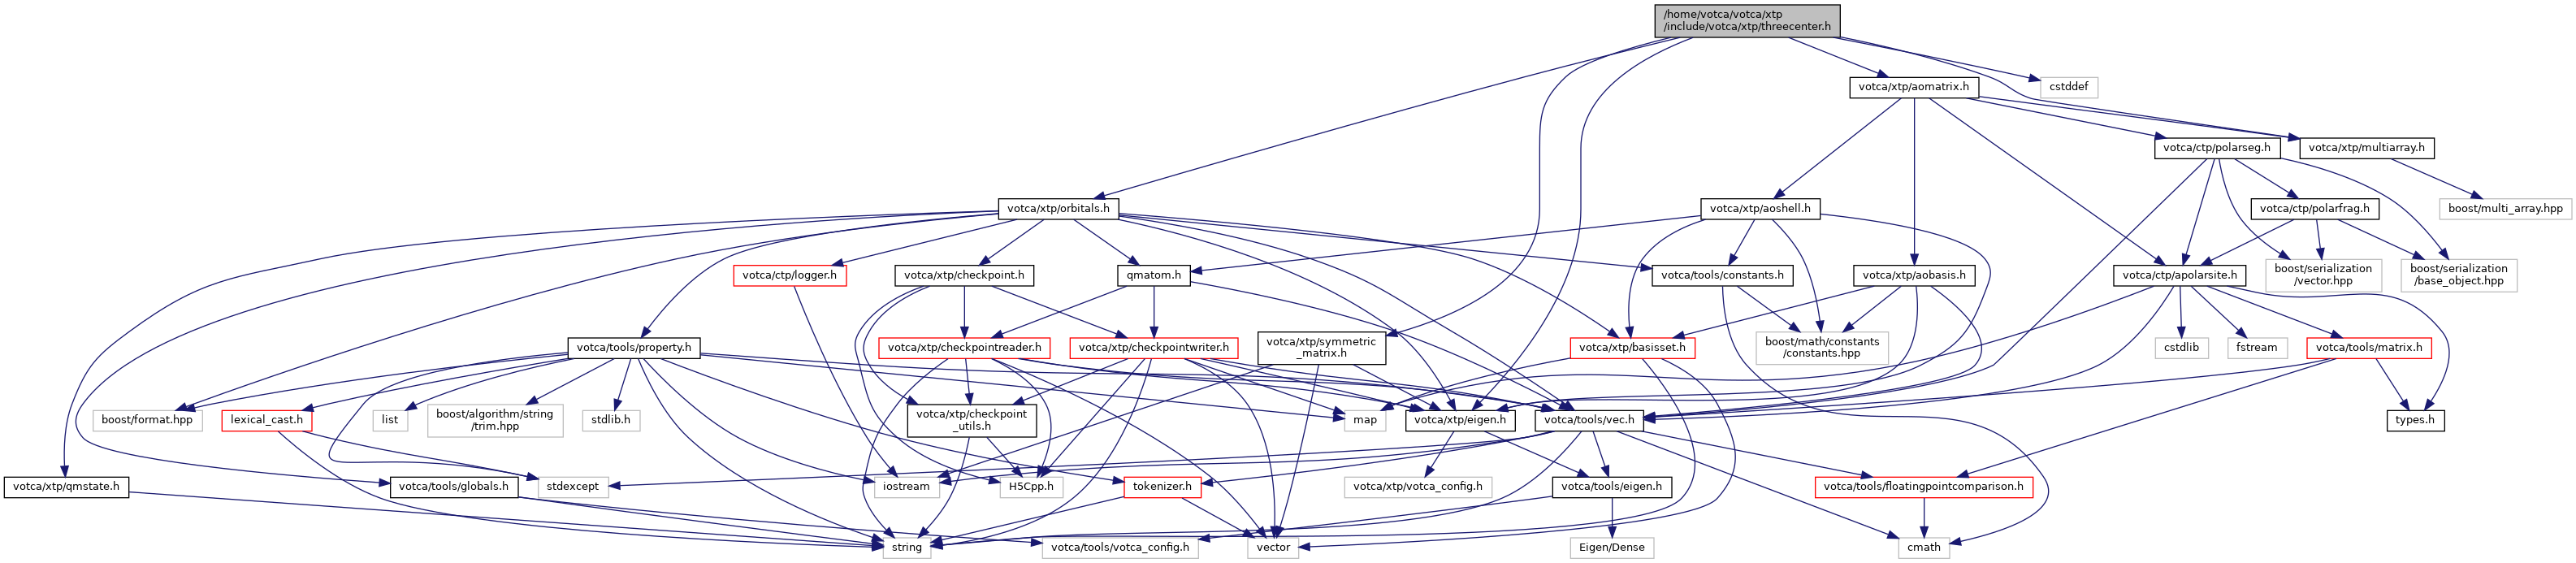 /home/votca/votca/xtp
/include/votca/xtp/threecenter.h
votca/xtp/aomatrix.h
cstddef
votca/ctp/polarseg.h
votca/xtp/multiarray.h
votca/xtp/orbitals.h
votca/xtp/aoshell.h
votca/ctp/polarfrag.h
boost/multi_array.hpp
votca/ctp/logger.h
votca/xtp/checkpoint.h
qmatom.h
votca/tools/constants.h
votca/xtp/aobasis.h
votca/ctp/apolarsite.h
boost/serialization
/vector.hpp
boost/serialization
/base_object.hpp
votca/tools/property.h
votca/xtp/checkpointreader.h
votca/xtp/checkpointwriter.h
votca/xtp/symmetric
_matrix.h
votca/xtp/basisset.h
boost/math/constants
/constants.hpp
cstdlib
fstream
votca/tools/matrix.h
boost/format.hpp
lexical_cast.h
list
boost/algorithm/string
/trim.hpp
stdlib.h
votca/xtp/checkpoint
_utils.h
map
votca/xtp/eigen.h
votca/tools/vec.h
types.h
votca/xtp/qmstate.h
votca/tools/globals.h
stdexcept
iostream
H5Cpp.h
tokenizer.h
votca/xtp/votca_config.h
votca/tools/eigen.h
votca/tools/floatingpointcomparison.h
string
votca/tools/votca_config.h
vector
Eigen/Dense
cmath